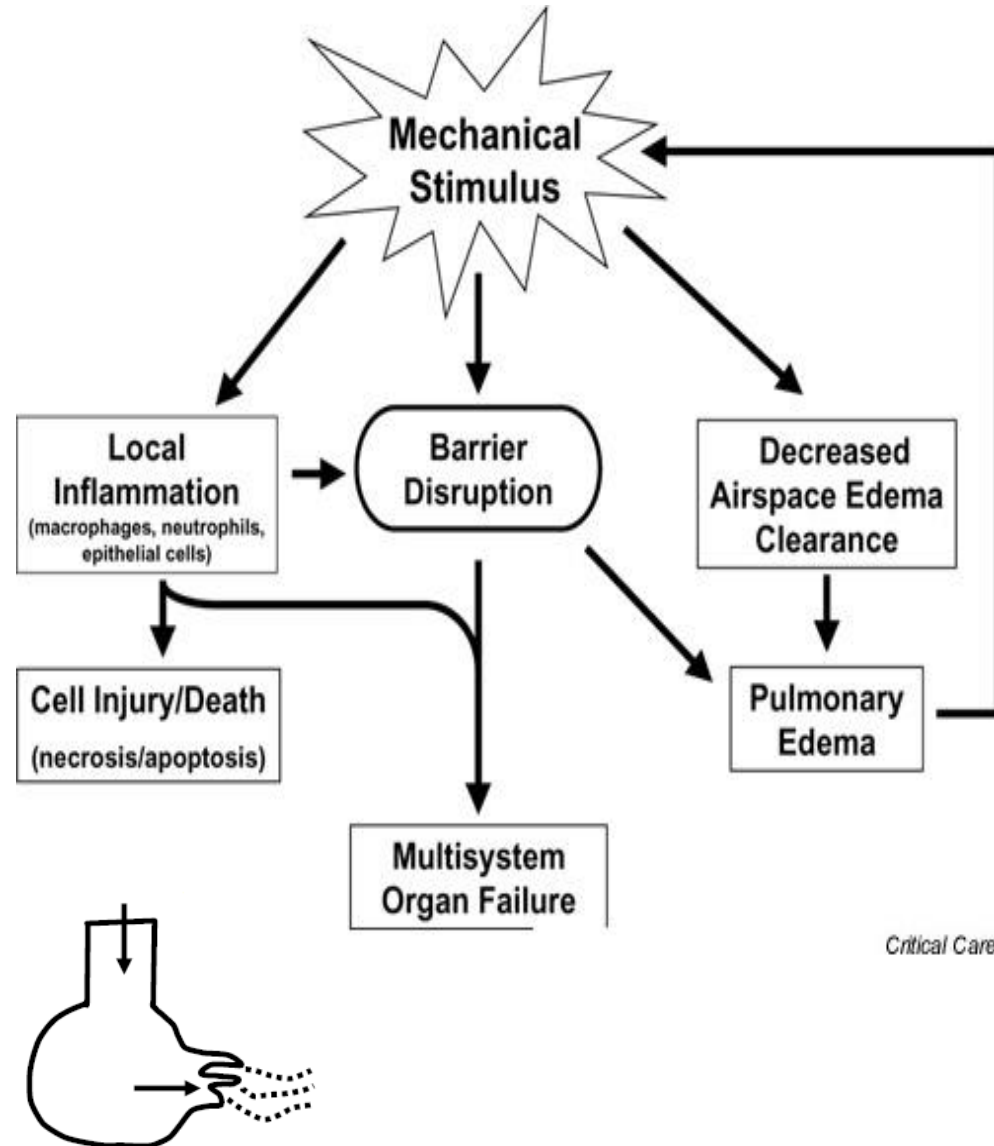 Mechanical
Stimulus
Local
Inflammation
(macrophages, neutrophils,
epithelial cells)
Barrier
Disruption
Decreased
Airspace Edema
Clearance
Cell Injury/Death
(necrosis/apoptosis)
Pulmonary
Edema
Multisystem
Organ Failure
Critical Care